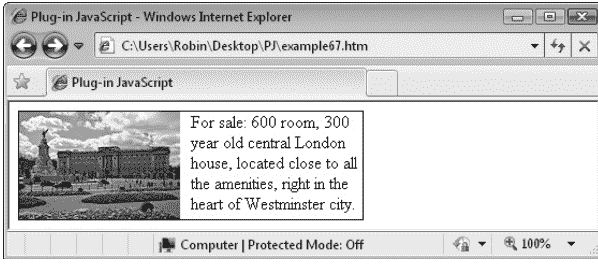 Plug-in JavaScript - Windows Internet Explorer
C:\Users\Robin\Desktop\PJ\example67.htm
Plug-in JavaScript
For sale: 600 room, 300
year old central London
house, located close to all
the amenities, right in the
heart of Westminster city.
Computer | Protected Mode: Off
100%